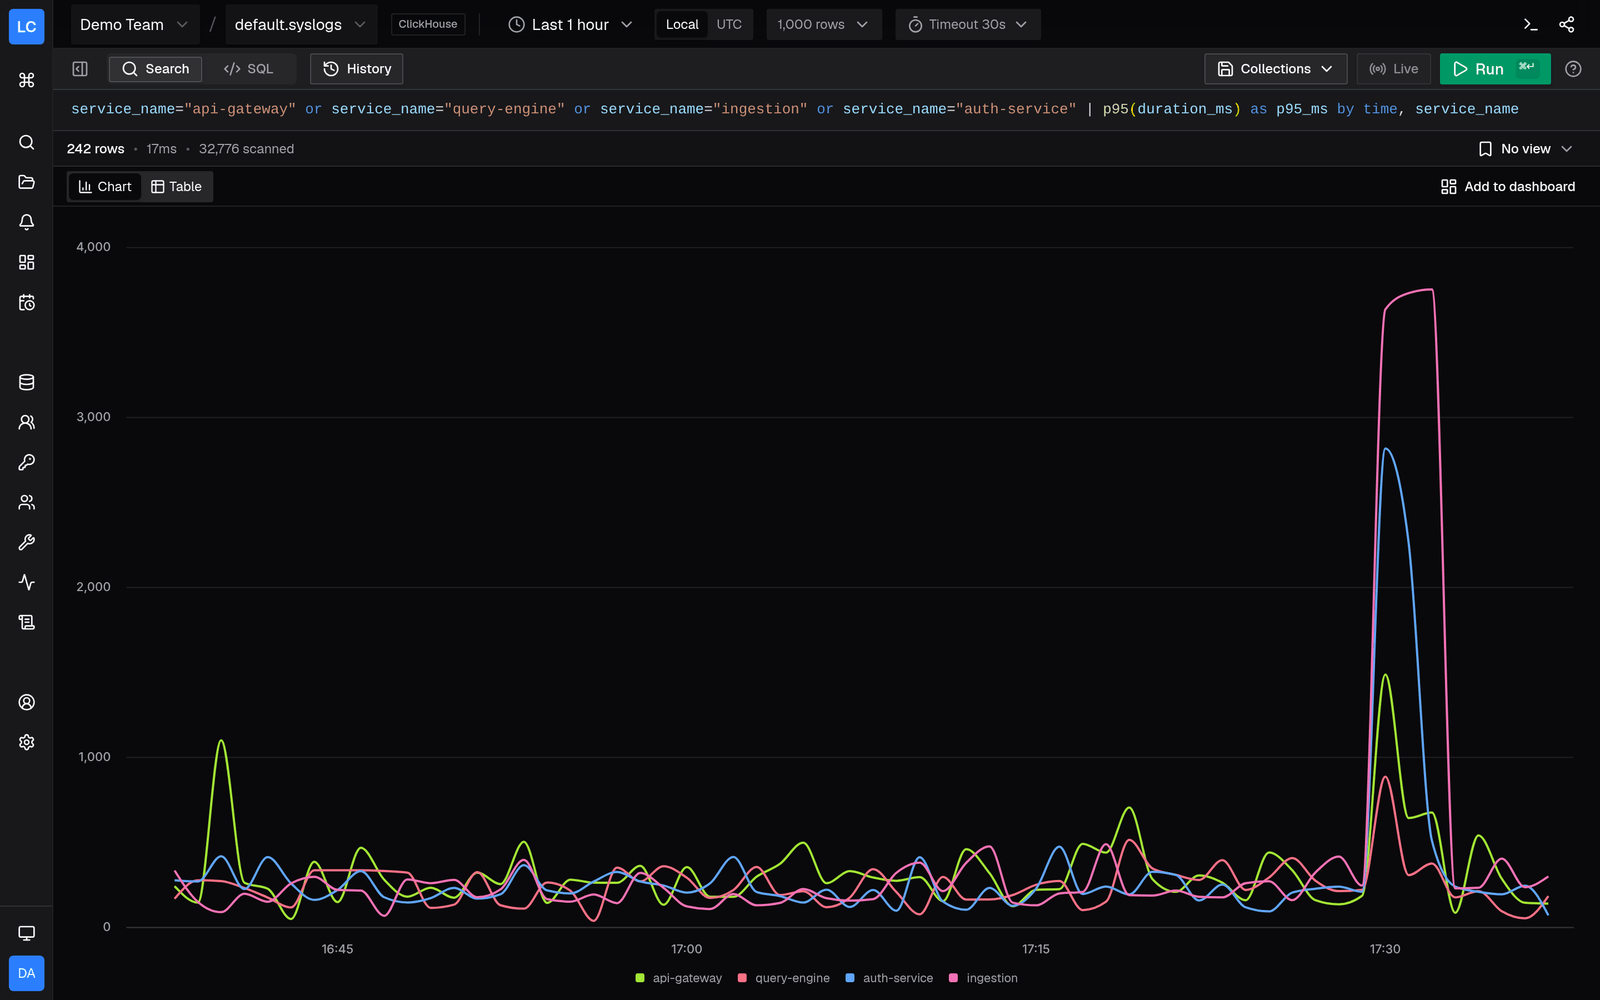 LC Demo Team / default.syslogs ClickHouse Last 1 hour Local UTC 1,000 rows Timeout 30s
Search </> SQL History Collections Live Run ⌘↵
service_name="api-gateway" or service_name="query-engine" or service_name="ingestion" or service_name="auth-service" | p95(duration_ms) as p95_ms by time, service_name
242 rows • 17ms • 32,776 scanned No view
Chart Table Add to dashboard
4,000
3,000
2,000
1,000
0
16:45 17:00 17:15 17:30
api-gateway query-engine auth-service ingestion
DA